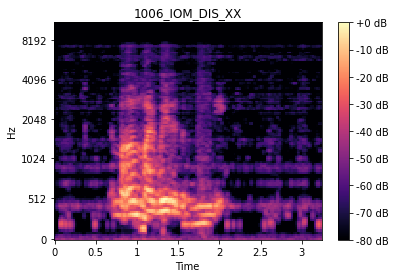 1006_IOM_DIS_XX
8192
4096
2048
1024
512
0
Hz
0 0.5 1 1.5 2 2.5 3
Time
+0 dB
-10 dB
-20 dB
-30 dB
-40 dB
-50 dB
-60 dB
-70 dB
-80 dB